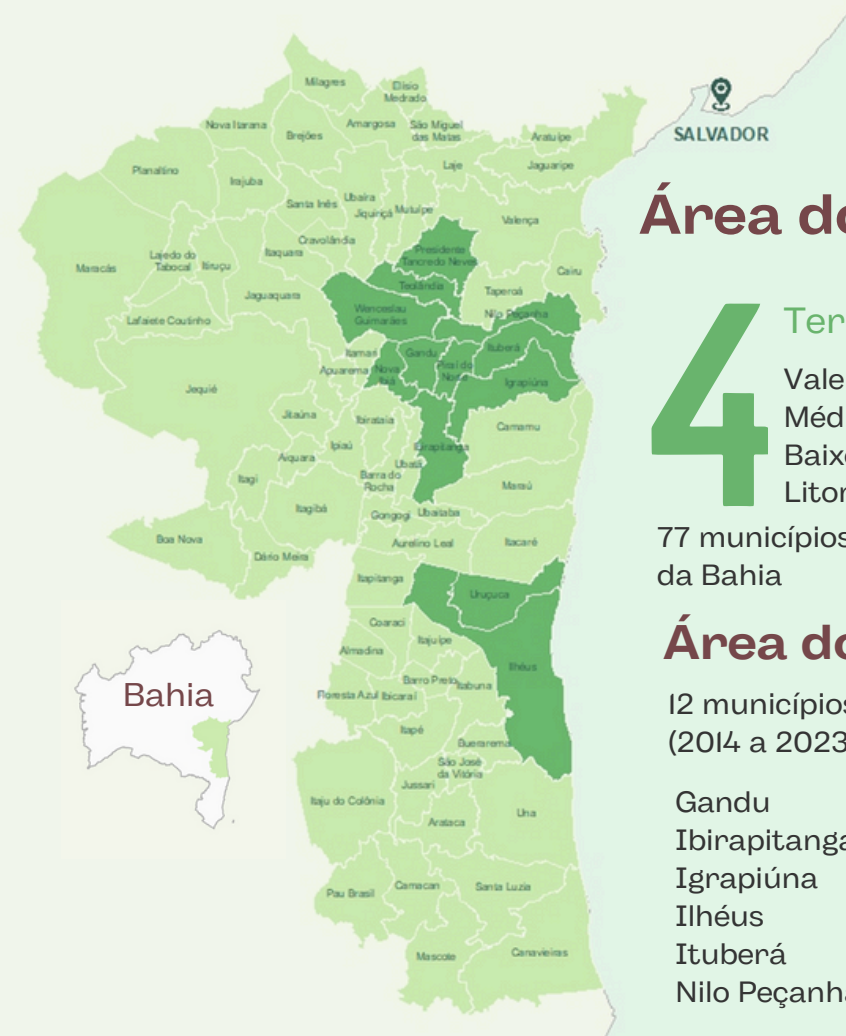 Milagres
Elísio
Medrado
Nova Itarana
Brejões
Amargosa
São Miguel
das Matas
Aratuípe
Planaltino
Irajuba
Laje
Jaguaripe
Santa Inês
Ubaíra
Jiquiriçá
Mutuípe
Valença
Cravolândia
Maracás
Lajedo do
Tabocal
Itiruçu
Itaquara
Presidente
Tancredo Neves
Cairu
Jaguaquara
Teolândia
Taperoá
Lafaiete Coutinho
Wenceslau
Guimarães
Nilo Peçanha
Itamari
Gandu
Ituberá
Apuarema
Nova
Ibiá
Piraí do
Norte
Igrapiúna
Jequié
Jitaúna
Ibirataia
Camamu
Ipiaú
Ibirapitanga
Aiquara
Ubatã
Itagi
Barra do
Rocha
Maraú
Itagibá
Gongogi
Ubaitaba
Boa Nova
Aurelino Leal
Itacaré
Dário Meira
Itapitanga
Uruçuca
Coaraci
Itajuípe
Almadina
Ilhéus
Barro Preto
Itabuna
Floresta Azul
Ibicaraí
Itapé
Buerarema
São José
da Vitória
Jussari
Itaju do Colônia
Arataca
Una
Pau Brasil
Camacan
Santa Luzia
Mascote
Canavieiras
Bahia
SALVADOR
Área do
4
Ter
Vale
Méd
Baixo
Litor
77 municípios
da Bahia
Área do
12 municípios
(2014 a 2023
Gandu
Ibirapitanga
Igrapiúna
Ilhéus
Ituberá
Nilo Peçanha